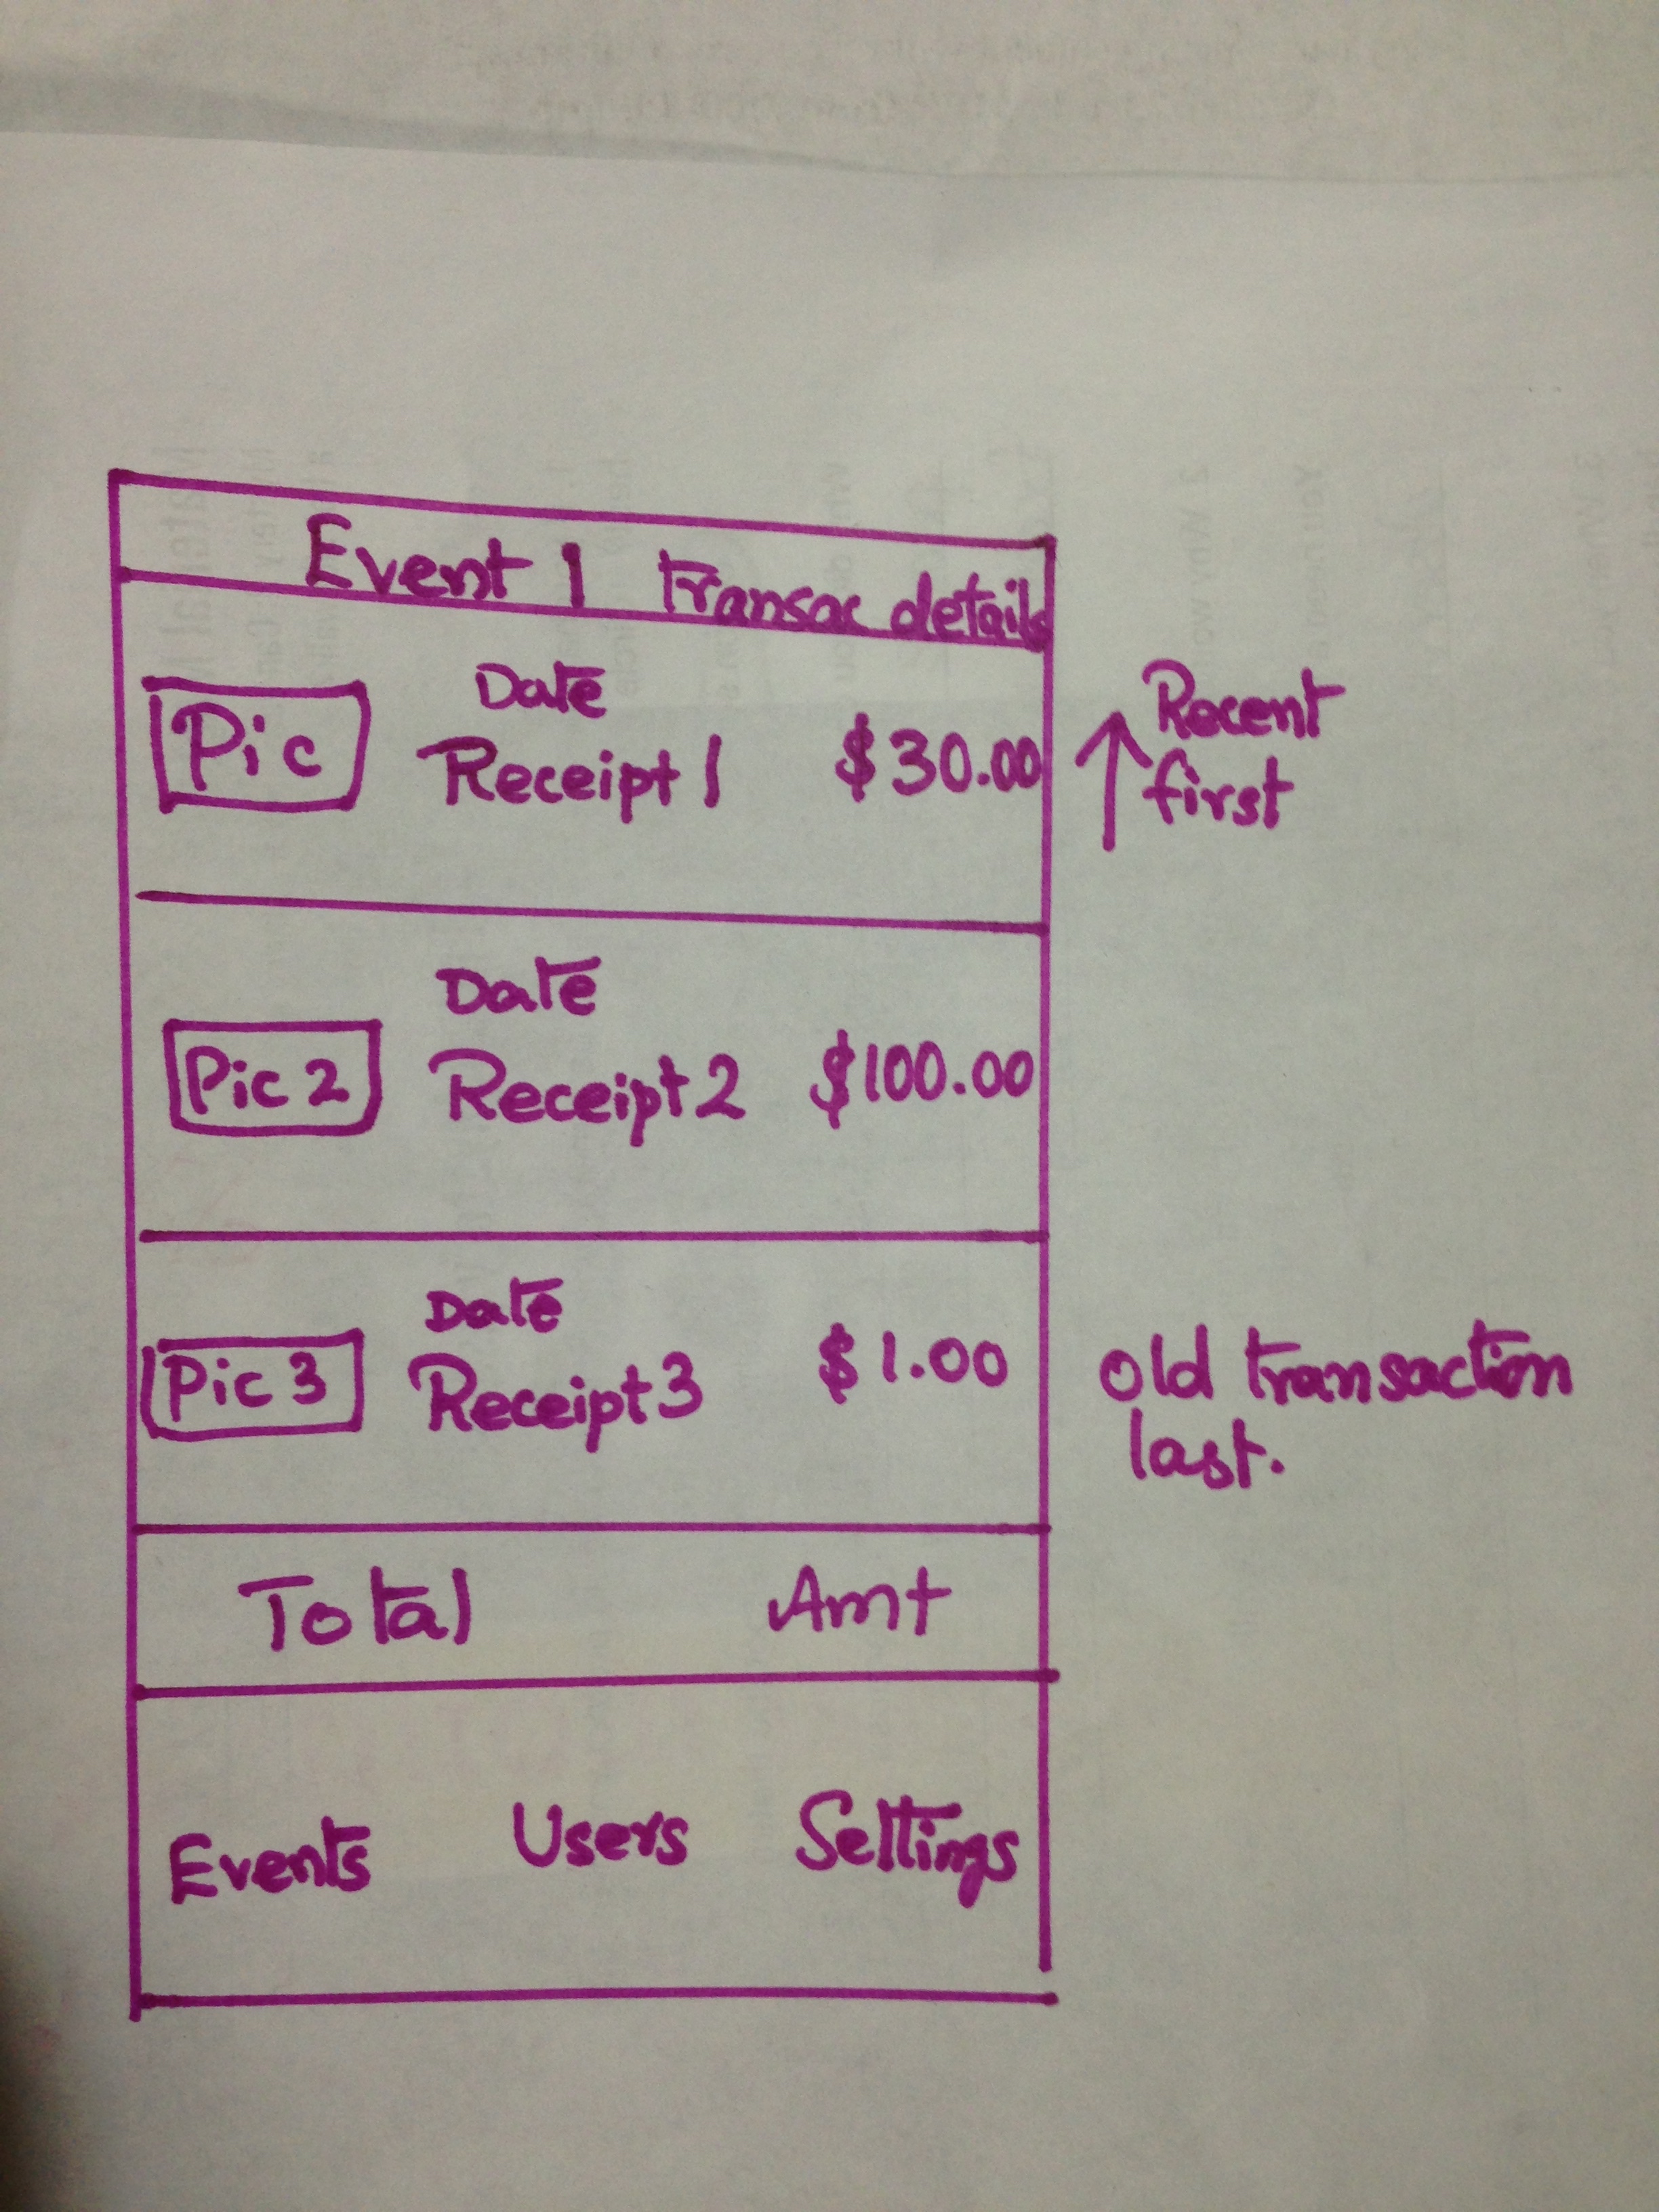 Event 1 Transac details
Pic
Date
Receipt 1 $30.00
Recent
first
Date
Pic 2 Receipt 2 $100.00
Date
Pic 3 Receipt 3 $1.00
old transaction
last.
Total Amt
Events Users Settings